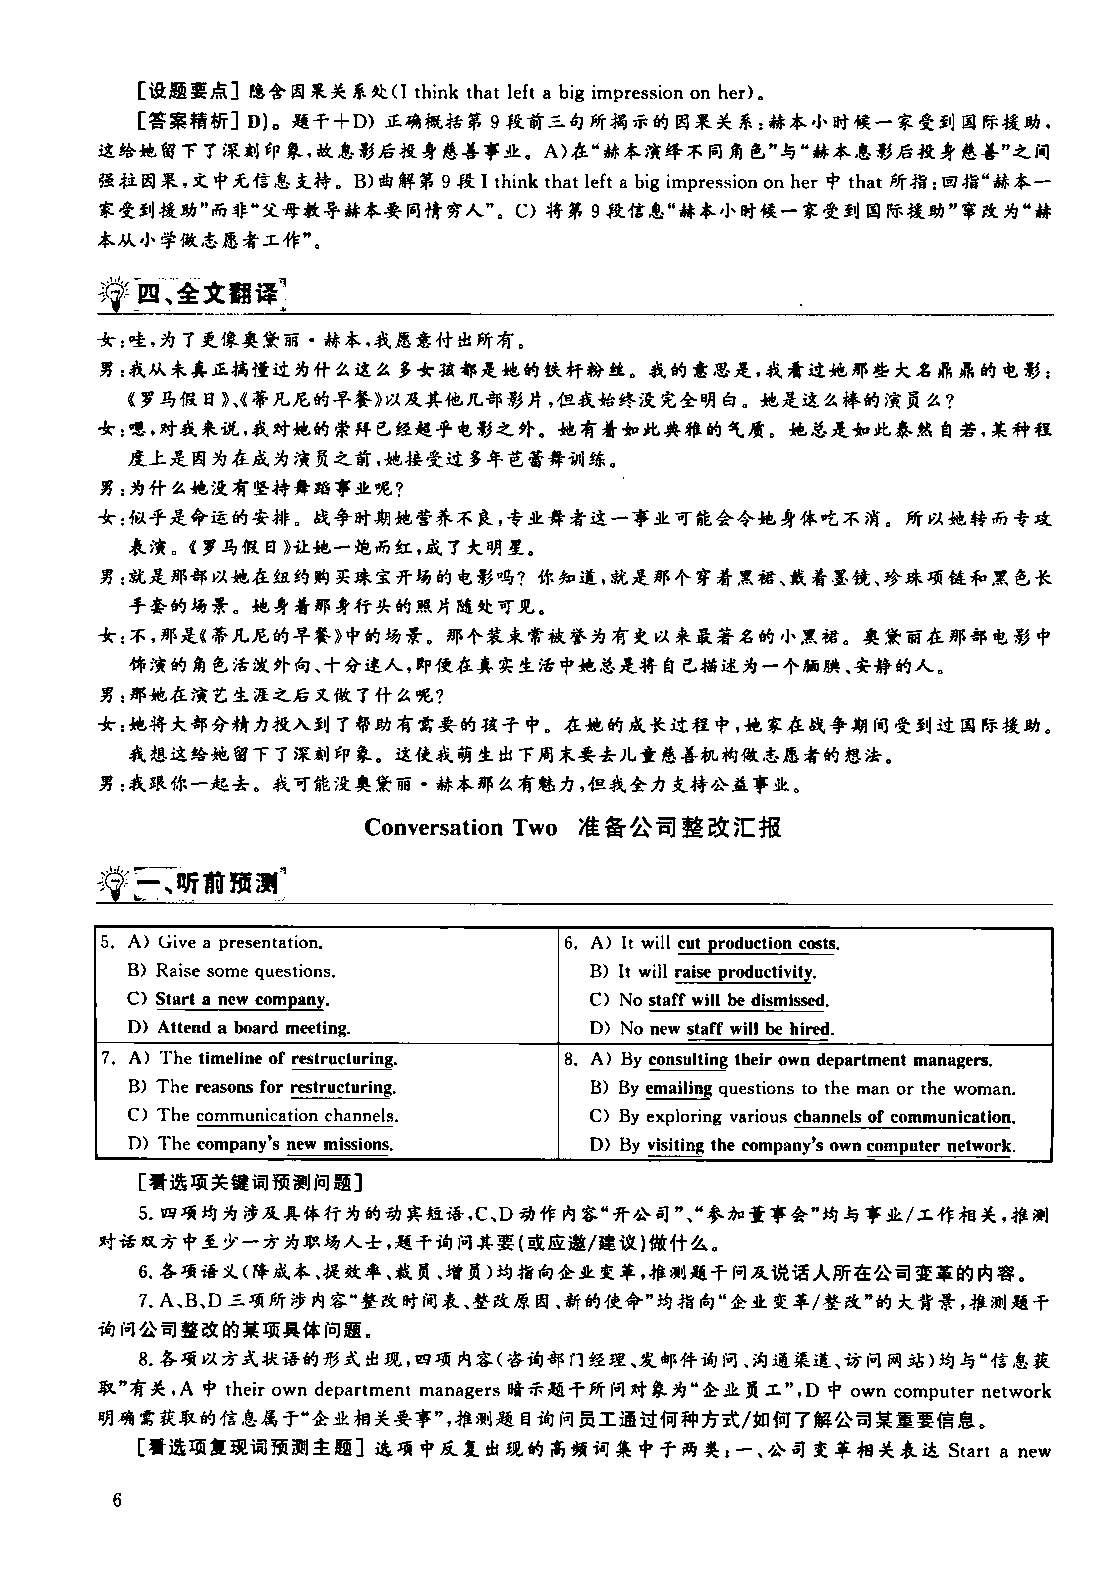 [设题要点] 隐含因果关系处(I think that left a big impression on her)。
[答案精析] D)。题干+D) 正确概括第 9 段前三句所揭示的因果关系:赫本小时候一家受到国际援助,
这给她留下了深刻印象,故息影后投身慈善事业。A)在“赫本演绎不同角色”与“赫本息影后投身慈善”之间
强拉因果,文中无信息支持。B)曲解第 9 段 I think that left a big impression on her 中 that 所指:回指“赫本一
家受到援助”而非“父母教导赫本要同情穷人”。C) 将第 9 段信息“赫本小时候一家受到国际援助”窜改为“赫
本从小学做志愿者工作”。
四、全文翻译
女:哇,为了更像奥黛丽·赫本,我愿意付出所有。
男:我从未真正搞懂过为什么这么多女孩都是她的铁杆粉丝。我的意思是,我看过她那些大名鼎鼎的电影:
《罗马假日》、《蒂凡尼的早餐》以及其他几部影片,但我始终没完全明白。她是这么棒的演员么?
女:嗯,对我来说,我对她的崇拜已经超乎电影之外。她有着如此典雅的气质。她总是如此泰然自若,某种程
度上是因为在成为演员之前,她接受过多年芭蕾舞训练。
男:为什么她没有坚持舞蹈事业呢?
女:似乎是命运的安排。战争时期她营养不良,专业舞者这一事业可能会令她身体吃不消。所以她转而专攻
表演。《罗马假日》让她一炮而红,成了大明星。
男:就是那部以她在纽约购买珠宝开场的电影吗?你知道,就是那个穿着黑裙、戴着墨镜、珍珠项链和黑色长
手套的场景。她身着那身行头的照片随处可见。
女:不,那是《蒂凡尼的早餐》中的场景。那个装束常被誉为有史以来最著名的小黑裙。奥黛丽在那部电影中
饰演的角色活泼外向、十分迷人,即便在真实生活中她总是将自己描述为一个腼腆、安静的人。
男:那她在演艺生涯之后又做了什么呢?
女:她将大部分精力投入到了帮助有需要的孩子中。在她的成长过程中,她家在战争期间受到过国际援助。
我想这给她留下了深刻印象。这使我萌生出下周末要去儿童慈善机构做志愿者的想法。
男:我跟你一起去。我可能没奥黛丽·赫本那么有魅力,但我全力支持公益事业。
Conversation Two 准备公司整改汇报
一、听前预测
5. A) Give a presentation.
B) Raise some questions.
C) Start a new company.
D) Attend a board meeting.
6. A) It will cut production costs.
B) It will raise productivity.
C) No staff will be dismissed.
D) No new staff will be hired.
7. A) The timeline of restructuring.
B) The reasons for restructuring.
C) The communication channels.
D) The company's new missions.
8. A) By consulting their own department managers.
B) By emailing questions to the man or the woman.
C) By exploring various channels of communication.
D) By visiting the company's own computer network.
[看选项关键词预测问题]
5. 四项均为涉及具体行为的动宾短语,C、D 动作内容“开公司”、“参加董事会”均与事业/工作相关,推测
对话双方中至少一方为职场人士,题干询问其要(或应邀/建议)做什么。
6. 各项语义(降成本、提效率、裁员、增员)均指向企业变革,推测题干问及说话人所在公司变革的内容。
7. A、B、D 三项所涉内容“整改时间表、整改原因、新的使命”均指向“企业变革/整改”的大背景,推测题干
询问公司整改的某项具体问题。
8. 各项以方式状语的形式出现,四项内容(咨询部门经理、发邮件询问、沟通渠道、访问网站)均与“信息获
取”有关,A 中 their own department managers 暗示题干所问对象为“企业员工”,D 中 own computer network
明确需获取的信息属于“企业相关要事”,推测题目询问员工通过何种方式/如何了解公司某重要信息。
[看选项复现词预测主题] 选项中反复出现的高频词集中于两类:一、公司变革相关表达 Start a new
6